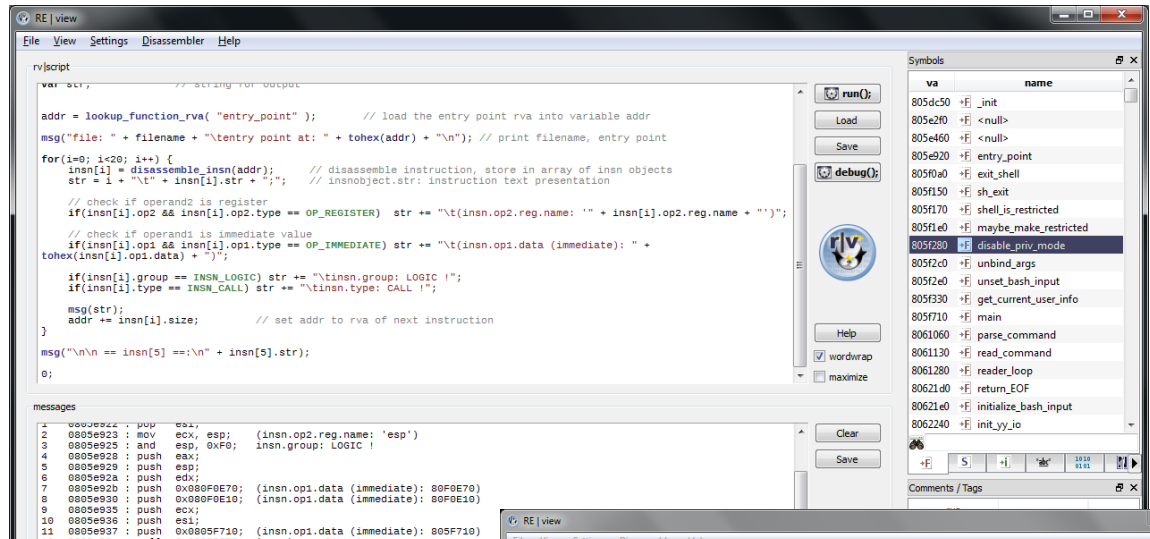 RE | view
File View Settings Disassembler Help
rv|script
var str; // string for output
addr = lookup_function_rva( "entry_point" ); // load the entry point rva into variable addr
msg("file: " + filename + "\tentry point at: " + tohex(addr) + "\n"); // print filename, entry point
for(i=0; i<20; i++) {
insn[i] = disassemble_insn(addr); // disassemble instruction, store in array of insn objects
str = i + "\t" + insn[i].str + ";"; // insnobject.str: instruction text presentation
// check if operand2 is register
if(insn[i].op2 && insn[i].op2.type == OP_REGISTER) str += "\t(insn.op2.reg.name: '" + insn[i].op2.reg.name + "')";
// check if operand1 is immediate value
if(insn[i].op1 && insn[i].op1.type == OP_IMMEDIATE) str += "\t(insn.op1.data (immediate): " +
tohex(insn[i].op1.data) + ")";
if(insn[i].group == INSN_LOGIC) str += "\tinsn.group: LOGIC !";
if(insn[i].type == INSN_CALL) str += "\tinsn.type: CALL !";
msg(str);
addr += insn[i].size; // set addr to rva of next instruction
}
msg("\n\n == insn[5] ==:\n" + insn[5].str);
0;
run();
Load
Save
debug();
r|v
Help
wordwrap
maximize
messages
1 0805e922 : pop esi;
2 0805e923 : mov ecx, esp; (insn.op2.reg.name: 'esp')
3 0805e925 : and esp, 0xF0; insn.group: LOGIC !
4 0805e928 : push eax;
5 0805e929 : push esp;
6 0805e92a : push edx;
7 0805e92b : push 0x080F0E70; (insn.op1.data (immediate): 80F0E70)
8 0805e930 : push 0x080F0E10; (insn.op1.data (immediate): 80F0E10)
9 0805e935 : push ecx;
10 0805e936 : push esi;
11 0805e937 : push 0x0805F710; (insn.op1.data (immediate): 805F710)
Clear
Save
Symbols
va name
805dc50 +F _init
805e2f0 +F <null>
805e460 +F <null>
805e920 +F entry_point
805f0a0 +F exit_shell
805f150 +F sh_exit
805f170 +F shell_is_restricted
805f1e0 +F maybe_make_restricted
805f280 +F disable_priv_mode
805f2c0 +F unbind_args
805f2e0 +F unset_bash_input
805f330 +F get_current_user_info
805f710 +F main
8061060 +F parse_command
8061130 +F read_command
8061280 +F reader_loop
80621d0 +F return_EOF
80621e0 +F initialize_bash_input
8062240 +F init_yy_io
+F S +i "ab" 1010
0101
Comments / Tags
RE | view